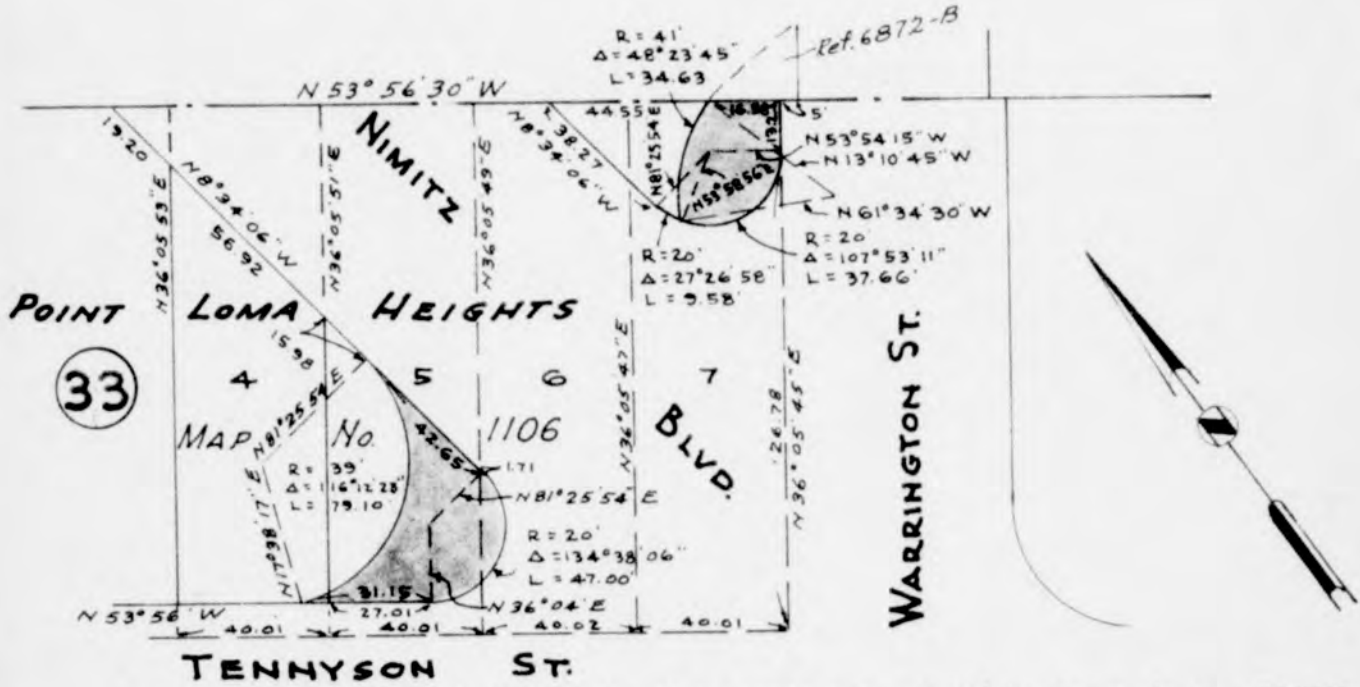 R = 41'
Δ = 48° 23' 45"
L = 34.63
Ref. 6872-B
N 53° 56' 30" W
44.55
5'
19.20
N 8° 34' 06" W
56.92
N 36° 05' 53" E
N 36° 05' 51" E
NIMITZ
N 36° 05' 49" E
38.27
N 8° 34' 06" W
N 81° 25' 54" E
N 53° 54' 15" W
N 13° 10' 45" W
N 61° 34' 30" W
R = 20'
Δ = 27° 26' 58"
L = 9.58'
R = 20'
Δ = 107° 53' 11"
L = 37.66'
POINT LOMA HEIGHTS
33
4
5
6
7
15.98
MAP No. 1106
N 81° 25' 54" E
R = 39'
Δ = 116° 12' 23"
L = 79.10'
42.65
1.71
N 81° 25' 54" E
N 36° 05' 47" E
BLVD.
126.78
N 36° 05' 45" E
WARRINGTON ST.
N 17° 38' 17" E
R = 20'
Δ = 134° 38' 06"
L = 47.00'
N 36° 04' E
31.15
27.01
N 53° 56' W
40.01
40.01
40.02
40.01
TENNYSON ST.